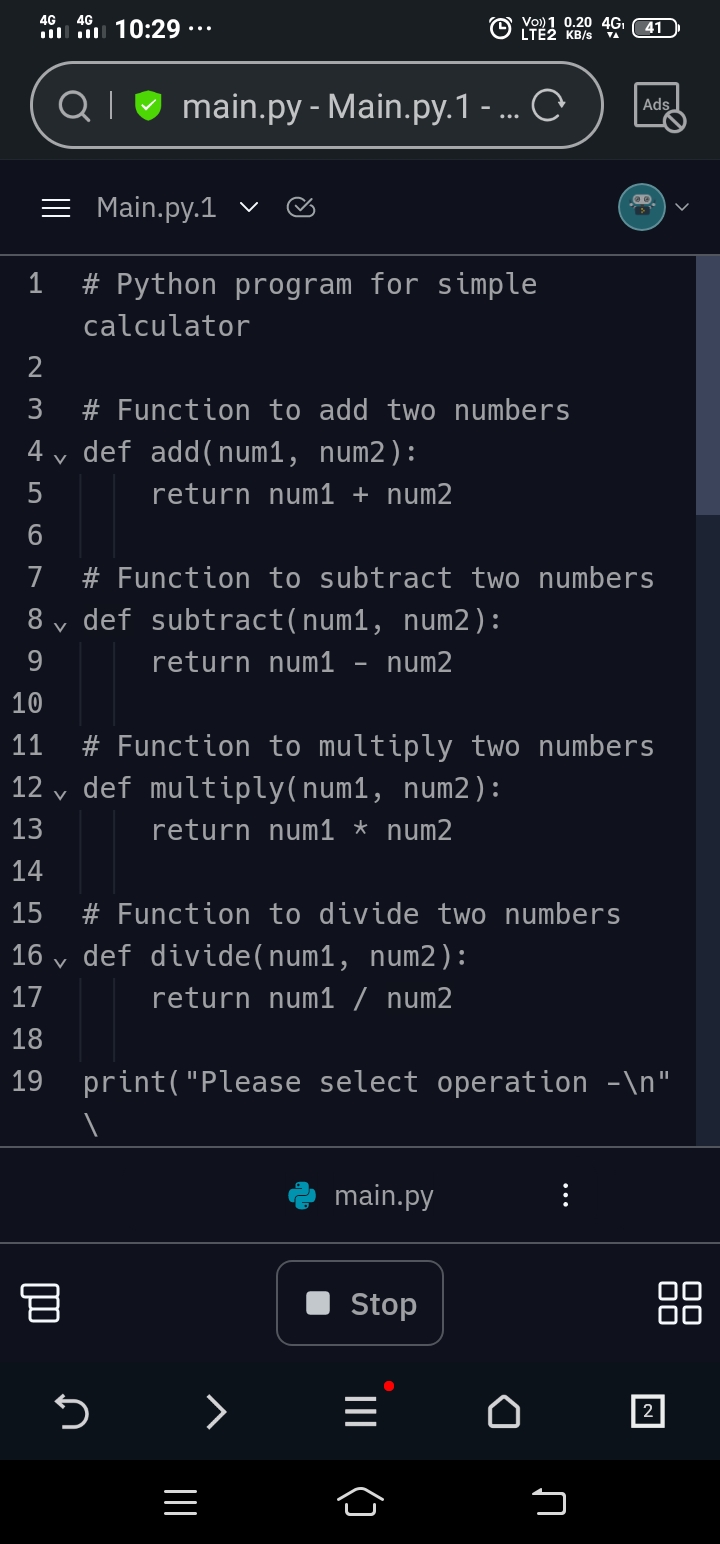 4G 4G 10:29 ··· Vo))1 LTE2 0.20 KB/s 4G 41
main.py - Main.py.1 - ... Ads
Main.py.1
1 # Python program for simple
calculator
2
3 # Function to add two numbers
4 def add(num1, num2):
5 return num1 + num2
6
7 # Function to subtract two numbers
8 def subtract(num1, num2):
9 return num1 - num2
10
11 # Function to multiply two numbers
12 def multiply(num1, num2):
13 return num1 * num2
14
15 # Function to divide two numbers
16 def divide(num1, num2):
17 return num1 / num2
18
19 print("Please select operation -\n"
\
main.py
Stop
2